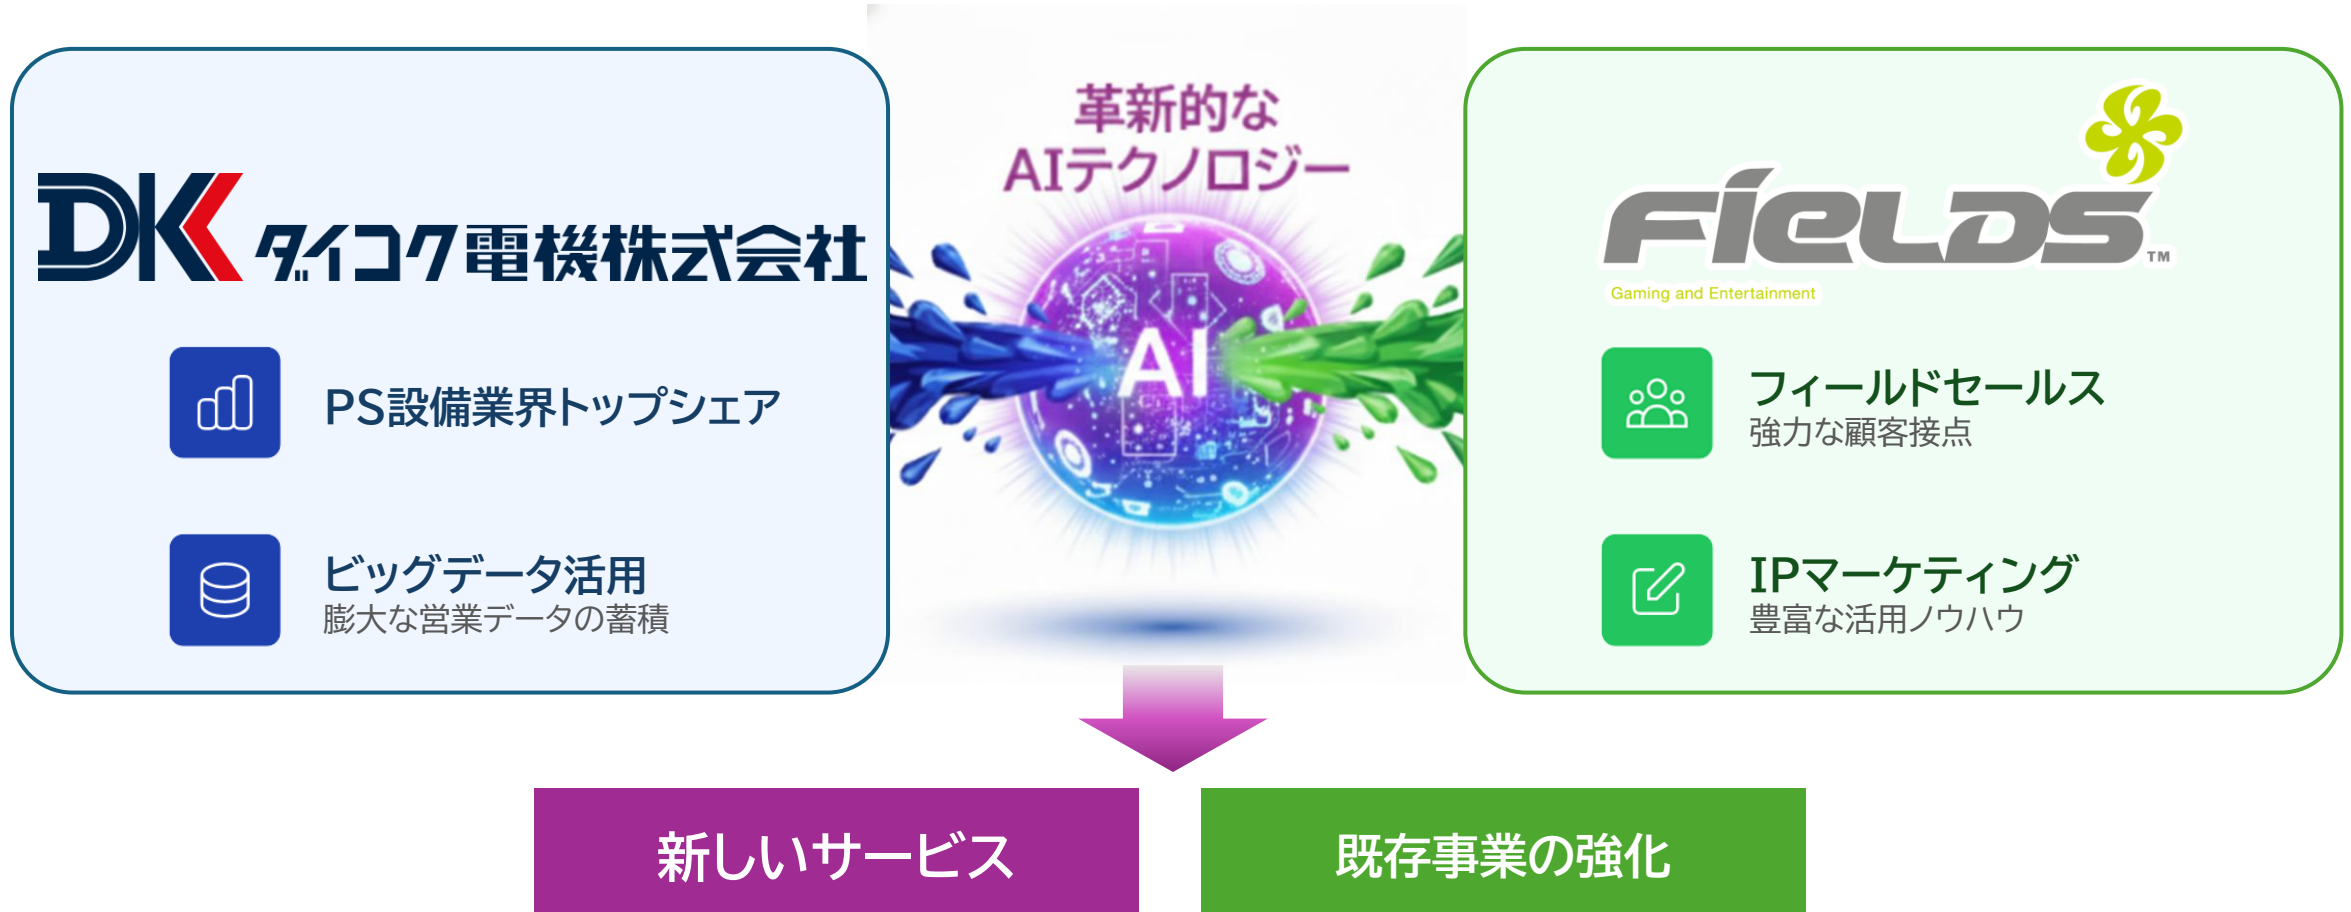 DK ダイコク電機株式会社
PS設備業界トップシェア
ビッグデータ活用
膨大な営業データの蓄積
革新的な
AIテクノロジー
AI
FIELDS™
Gaming and Entertainment
フィールドセールス
強力な顧客接点
IPマーケティング
豊富な活用ノウハウ
新しいサービス
既存事業の強化